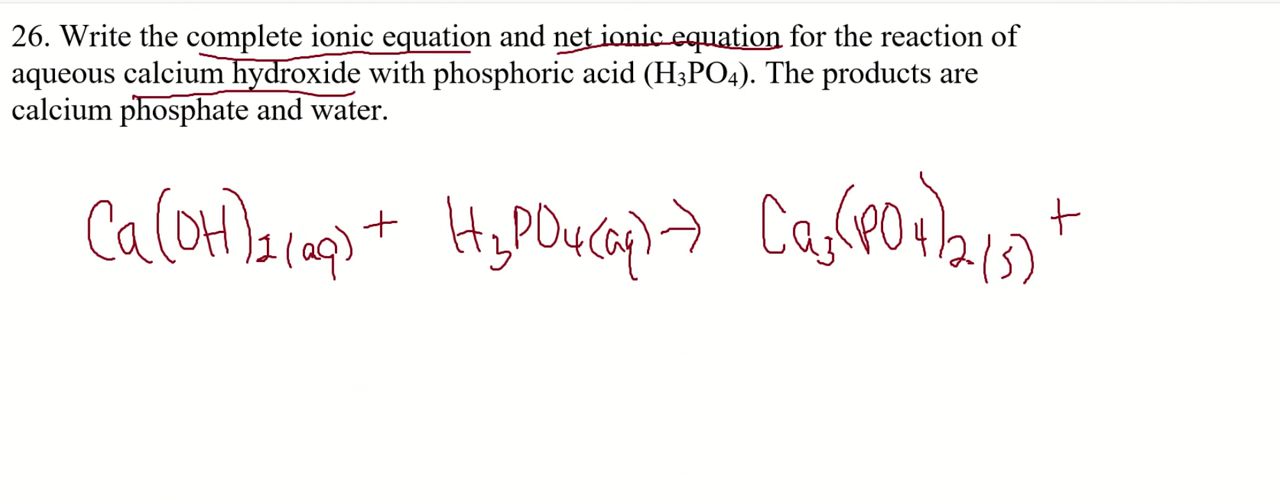 26. Write the complete ionic equation and net ionic equation for the reaction of
aqueous calcium hydroxide with phosphoric acid (H₃PO₄). The products are
calcium phosphate and water.
Ca(OH)₂(aq) + H₃PO₄(aq) → Ca₃(PO₄)₂(s) +